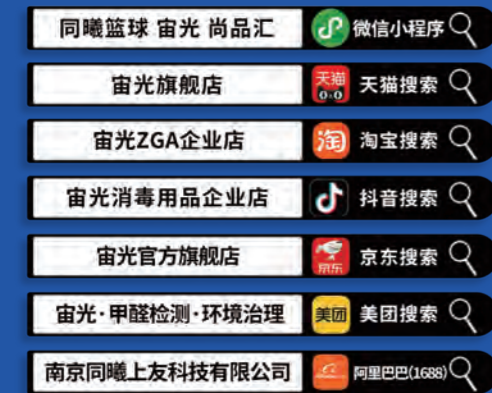 同曦篮球 宙光 尚品汇 微信小程序
宙光旗舰店 天猫 天猫搜索
宙光ZGA企业店 淘 淘宝搜索
宙光消毒用品企业店 抖音搜索
宙光官方旗舰店 京东 京东搜索
宙光·甲醛检测·环境治理 美团 美团搜索
南京同曦上友科技有限公司 阿里巴巴(1688)